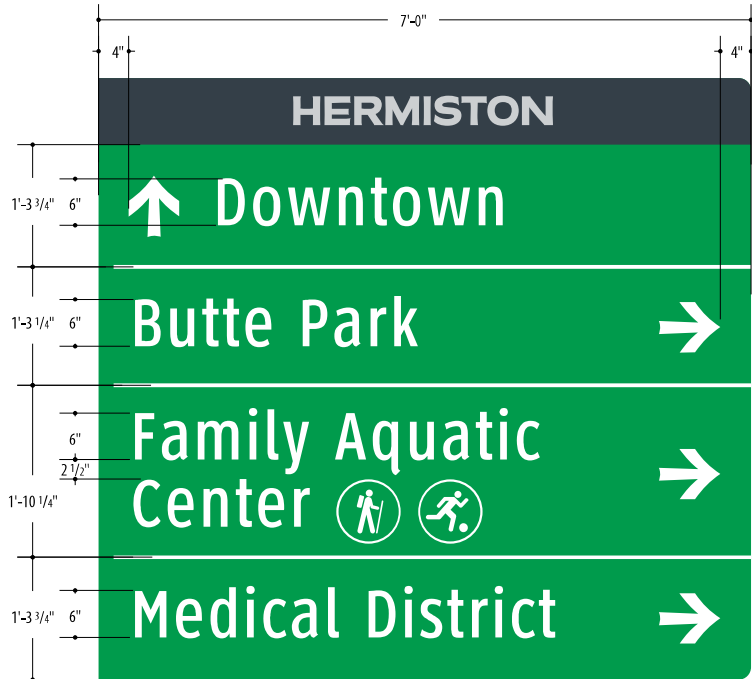 7'-0"
4" 4"
HERMISTON
1'-3 3/4" 6" Downtown
1'-3 1/4" 6" Butte Park
6" Family Aquatic
2 1/2"
1'-10 1/4" Center
1'-3 3/4" 6" Medical District